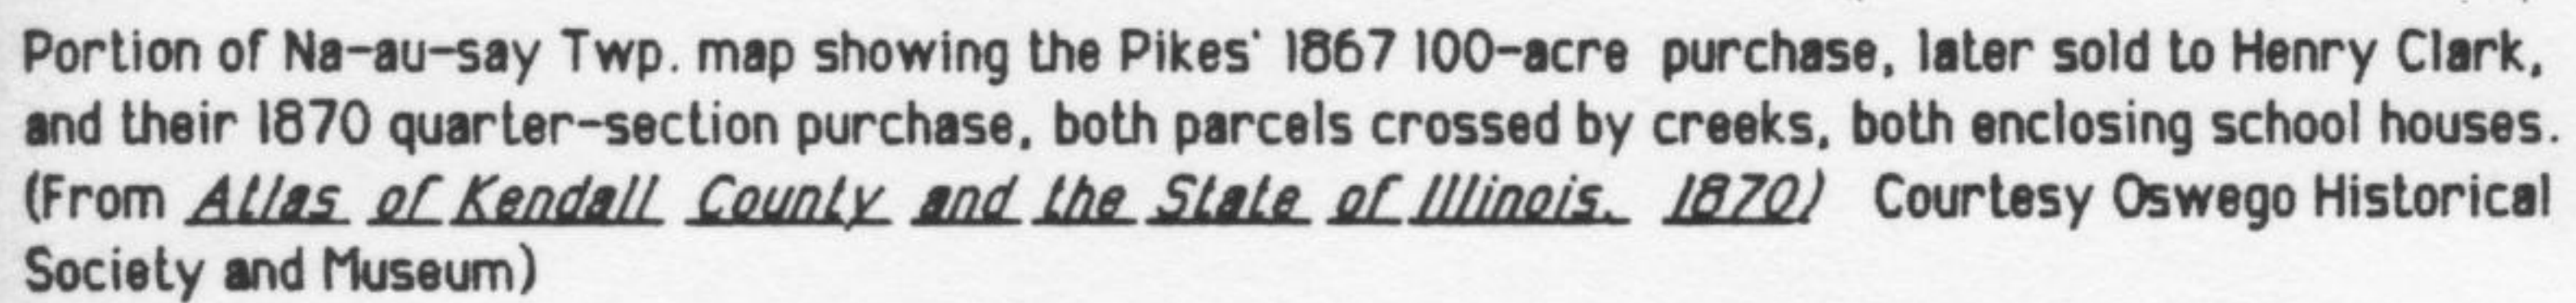 Portion of Na-au-say Twp. map showing the Pikes' 1867 100-acre purchase, later sold to Henry Clark,
and their 1870 quarter-section purchase, both parcels crossed by creeks, both enclosing school houses.
(From Atlas of Kendall County and the State of Illinois. 1870) Courtesy Oswego Historical
Society and Museum)